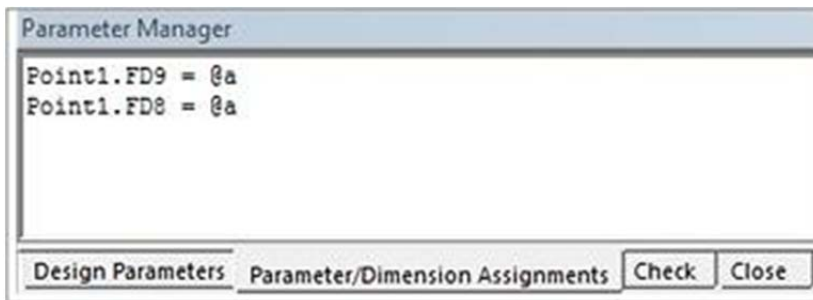 Parameter Manager
Point1.FD9 = @a
Point1.FD8 = @a
Design Parameters Parameter/Dimension Assignments Check Close